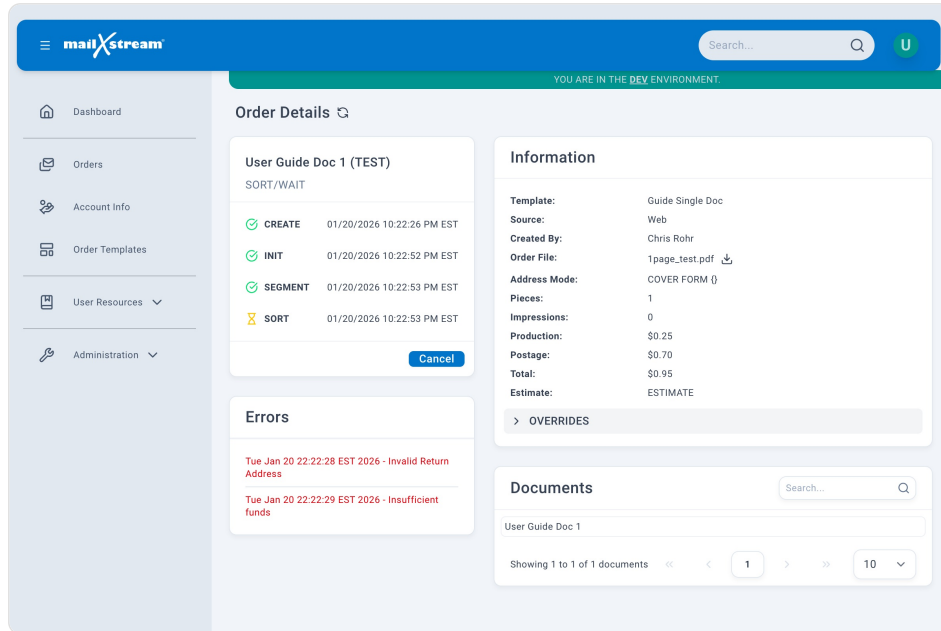 mailXstream
Search...
U
YOU ARE IN THE DEV ENVIRONMENT.
Dashboard
Orders
Account Info
Order Templates
User Resources
Administration
Order Details
User Guide Doc 1 (TEST)
SORT/WAIT
CREATE 01/20/2026 10:22:26 PM EST
INIT 01/20/2026 10:22:52 PM EST
SEGMENT 01/20/2026 10:22:53 PM EST
SORT 01/20/2026 10:22:53 PM EST
Cancel
Errors
Tue Jan 20 22:22:28 EST 2026 - Invalid Return
Address
Tue Jan 20 22:22:29 EST 2026 - Insufficient
funds
Information
Template: Guide Single Doc
Source: Web
Created By: Chris Rohr
Order File: 1page_test.pdf
Address Mode: COVER FORM {}
Pieces: 1
Impressions: 0
Production: $0.25
Postage: $0.70
Total: $0.95
Estimate: ESTIMATE
OVERRIDES
Documents
Search...
User Guide Doc 1
Showing 1 to 1 of 1 documents 1 10